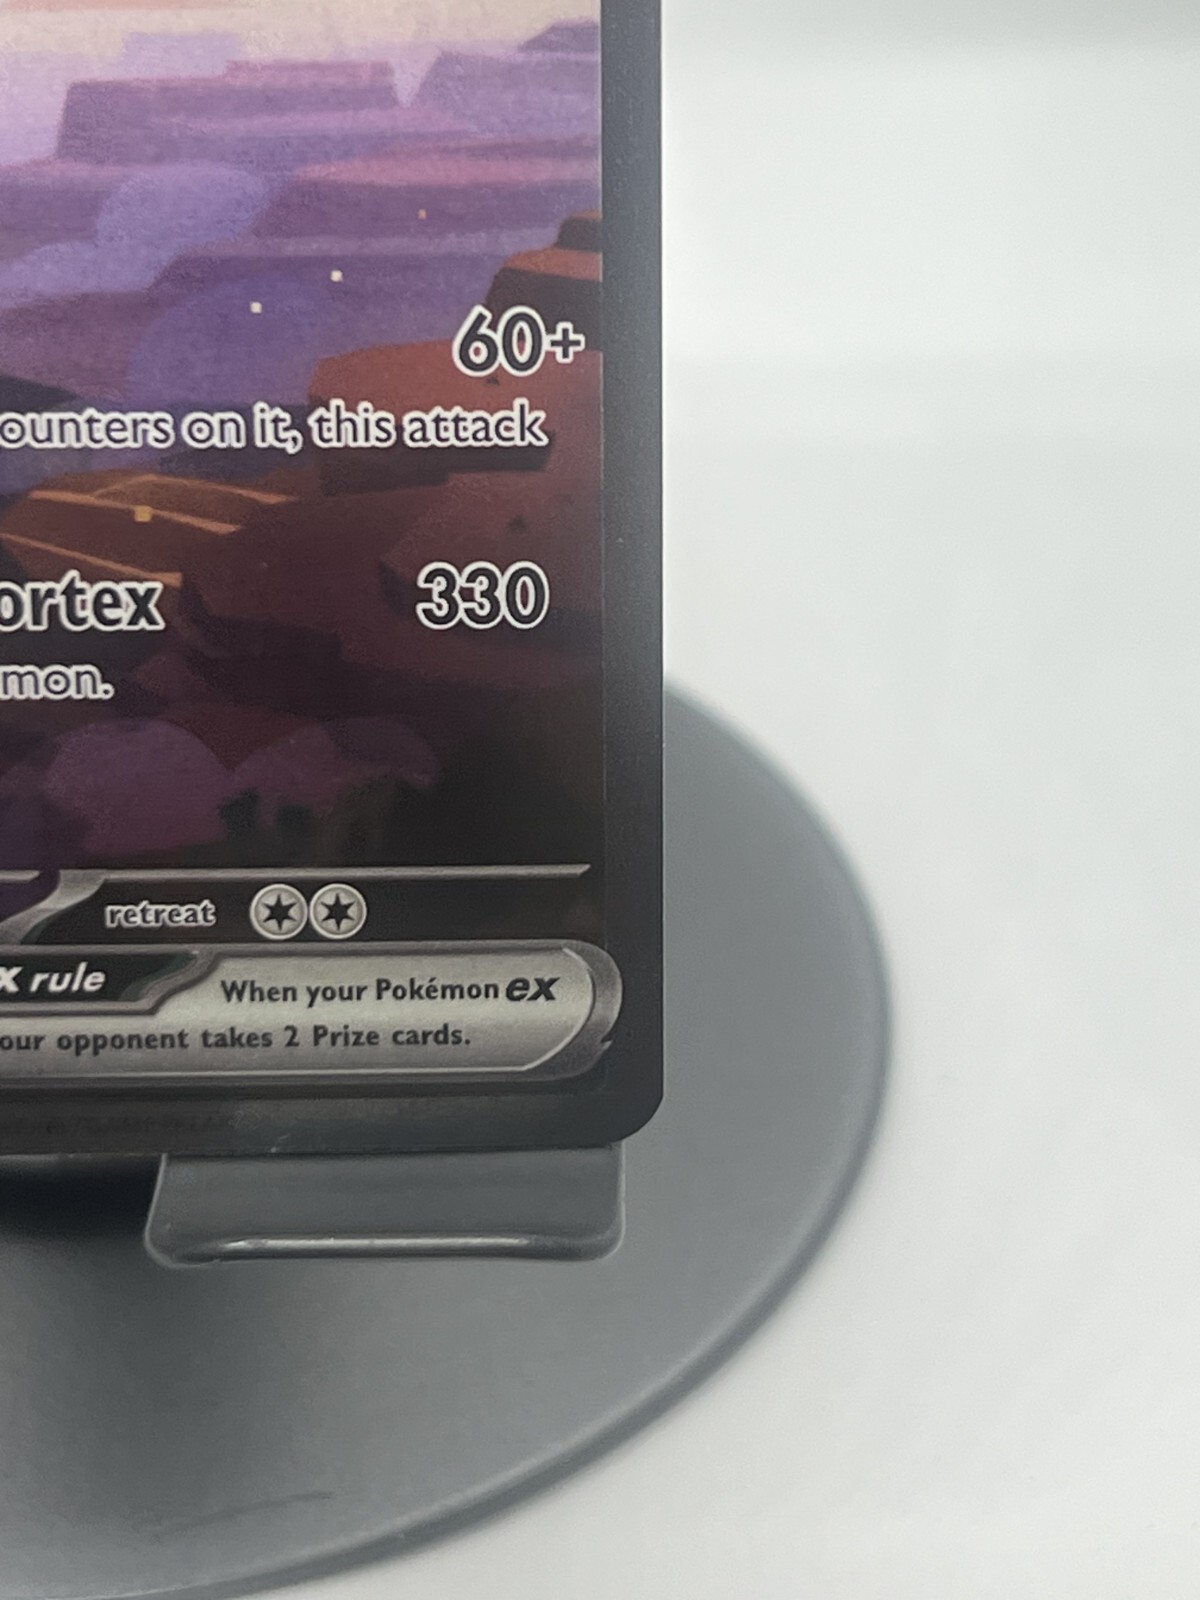 60+
ounters on it, this attack
ortex 330
mon.
retreat
x rule When your Pokémon ex
our opponent takes 2 Prize cards.